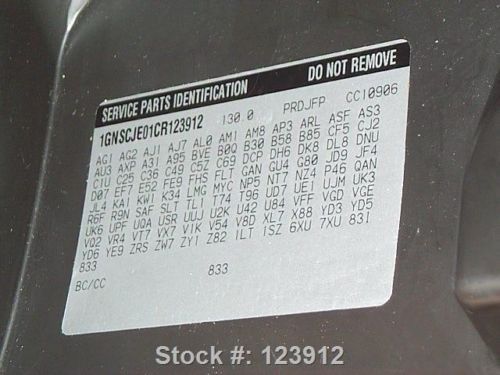 SERVICE PARTS IDENTIFICATION DO NOT REMOVE
1GNSCJE01CR123912 130.0 PRDJFP CC10906
AG1 AG2 AJ1 AJ7 AL0 AM1 AM8 AP3 ARL ASF AS3
AU3 AXP A31 A95 BVE B0Q B30 B58 B85 CF5 CJ2
C1U C25 C36 C49 C57 C69 DCP DH6 DK8 DL8 DNU
D07 EF7 E52 FE9 FHS FLT GAN GU4 G80 JD9 JF4
JL4 KA1 KW1 K34 LMG MYC NP5 NT7 NZ4 P46 QAN
R6F R9N SAF SLT TL1 T74 T96 UD7 UE1 UJM UK3
UK6 UPF UQA USR UUJ U2K U42 U84 VFF VGD VGE
VQ2 VR4 VT7 VX7 V1K V54 V8D XL7 X88 YD3 YD5
YD6 YE9 ZRS ZW7 ZY1 Z82 1LT 1SZ 6XU 7XU 831
833 833
BC/CC
Stock #: 123912